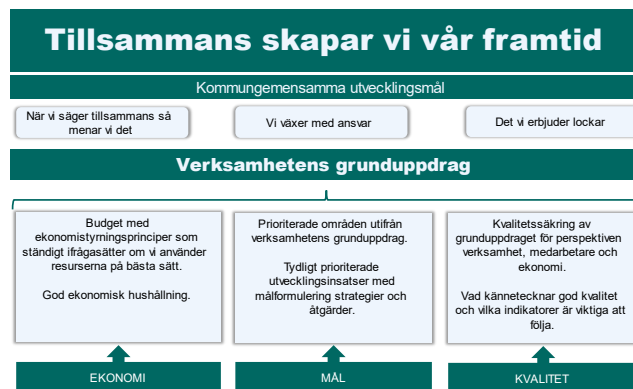 Tillsammans skapar vi vår framtid
Kommungemensamma utvecklingsmål
När vi säger tillsammans så
menar vi det
Vi växer med ansvar
Det vi erbjuder lockar
Verksamhetens grunduppdrag
Budget med
ekonomistyrningsprinciper som
ständigt ifrågasätter om vi använder
resurserna på bästa sätt.
God ekonomisk hushållning.
Prioriterade områden utifrån
verksamhetens grunduppdrag.
Tydligt prioriterade
utvecklingsinsatser med
målformulering strategier och
åtgärder.
Kvalitetssäkring av
grunduppdraget för perspektiven
verksamhet, medarbetare och
ekonomi.
Vad kännetecknar god kvalitet
och vilka indikatorer är viktiga att
följa.
EKONOMI
MÅL
KVALITET